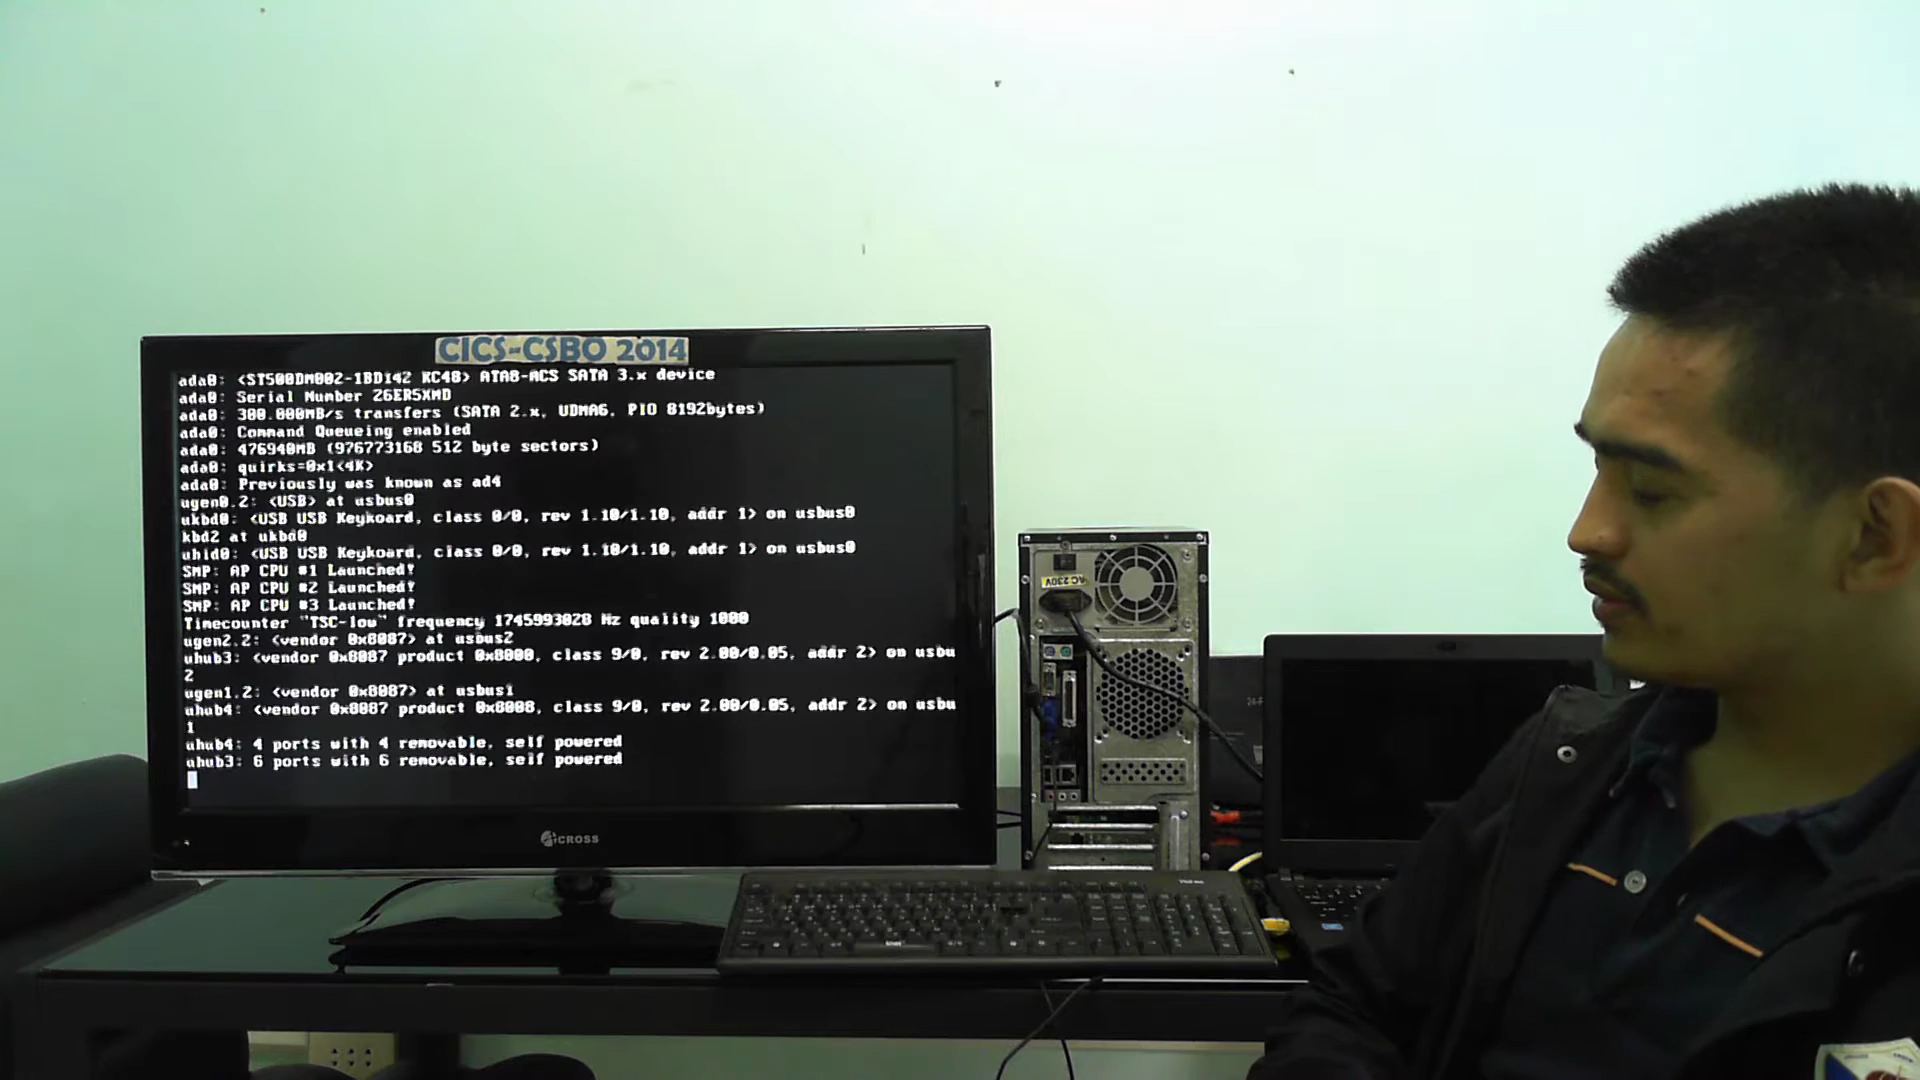 CICS-CSBO 2014
ada0: <ST500DM002-1BD142 KC48> ATA8-ACS SATA 3.x device
ada0: Serial Number Z6ER5XMD
ada0: 300.000MB/s transfers (SATA 2.x, UDMA6, PIO 8192bytes)
ada0: Command Queueing enabled
ada0: 476940MB (976773168 512 byte sectors)
ada0: quirks=0x1<4K>
ada0: Previously was known as ad4
ugen0.2: <USB> at usbus0
ukbd0: <USB USB Keykoard, class 0/0, rev 1.10/1.10, addr 1> on usbus0
kbd2 at ukbd0
uhid0: <USB USB Keykoard, class 0/0, rev 1.10/1.10, addr 1> on usbus0
SMP: AP CPU #1 Launched!
SMP: AP CPU #2 Launched!
SMP: AP CPU #3 Launched!
Timecounter "TSC-low" frequency 1745993028 Hz quality 1000
ugen2.2: <vendor 0x8087> at usbus2
uhub3: <vendor 0x8087 product 0x8000, class 9/0, rev 2.00/0.05, addr 2> on usbu
2
ugen1.2: <vendor 0x8087> at usbus1
uhub4: <vendor 0x8087 product 0x8008, class 9/0, rev 2.00/0.05, addr 2> on usbu
1
uhub4: 4 ports with 4 removable, self powered
uhub3: 6 ports with 6 removable, self powered
ACROSS
AC 230V